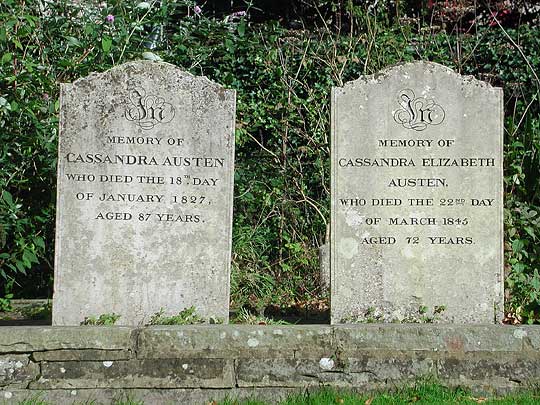 In
MEMORY OF
CASSANDRA AUSTEN
WHO DIED THE 18TH DAY
OF JANUARY 1827,
AGED 87 YEARS.
In
MEMORY OF
CASSANDRA ELIZABETH
AUSTEN,
WHO DIED THE 22ND DAY
OF MARCH 1845
AGED 72 YEARS.